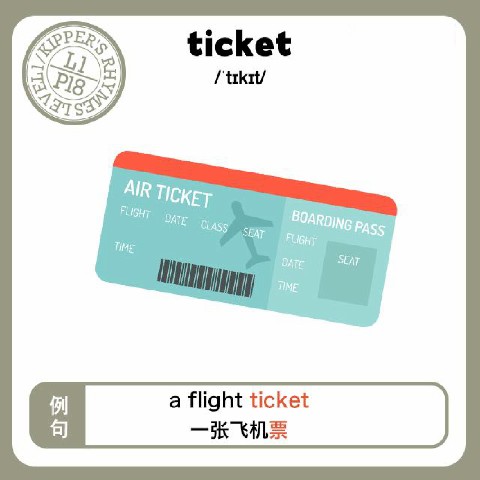 ticket
/ˈtɪkɪt/
LEVEL1/KIPPER'S RHYMES
L1
P18
AIR TICKET
FLIGHT DATE CLASS SEAT
TIME
BOARDING PASS
FLIGHT
SEAT
DATE
TIME
例句
a flight ticket
一张飞机票